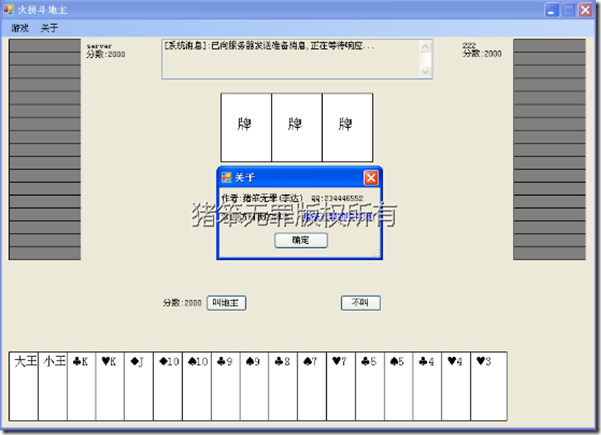 火拼斗地主
游戏 关于
server
分数:2000
[系统消息]:已向服务器发送准备消息,正在等待响应...
222
分数:2000
牌 牌 牌
关于
作者:猪笨无罪(李达) QQ:234446552
猪笨无罪版权所有
确定
分数:2000 叫地主 不叫
大王 小王 ♣K ♥K ◆J ◆10 ♠10 ♣9 ♠9 ♣8 ♠7 ♥7 ♣5 ♠5 ♣4 ♥4 ♥3